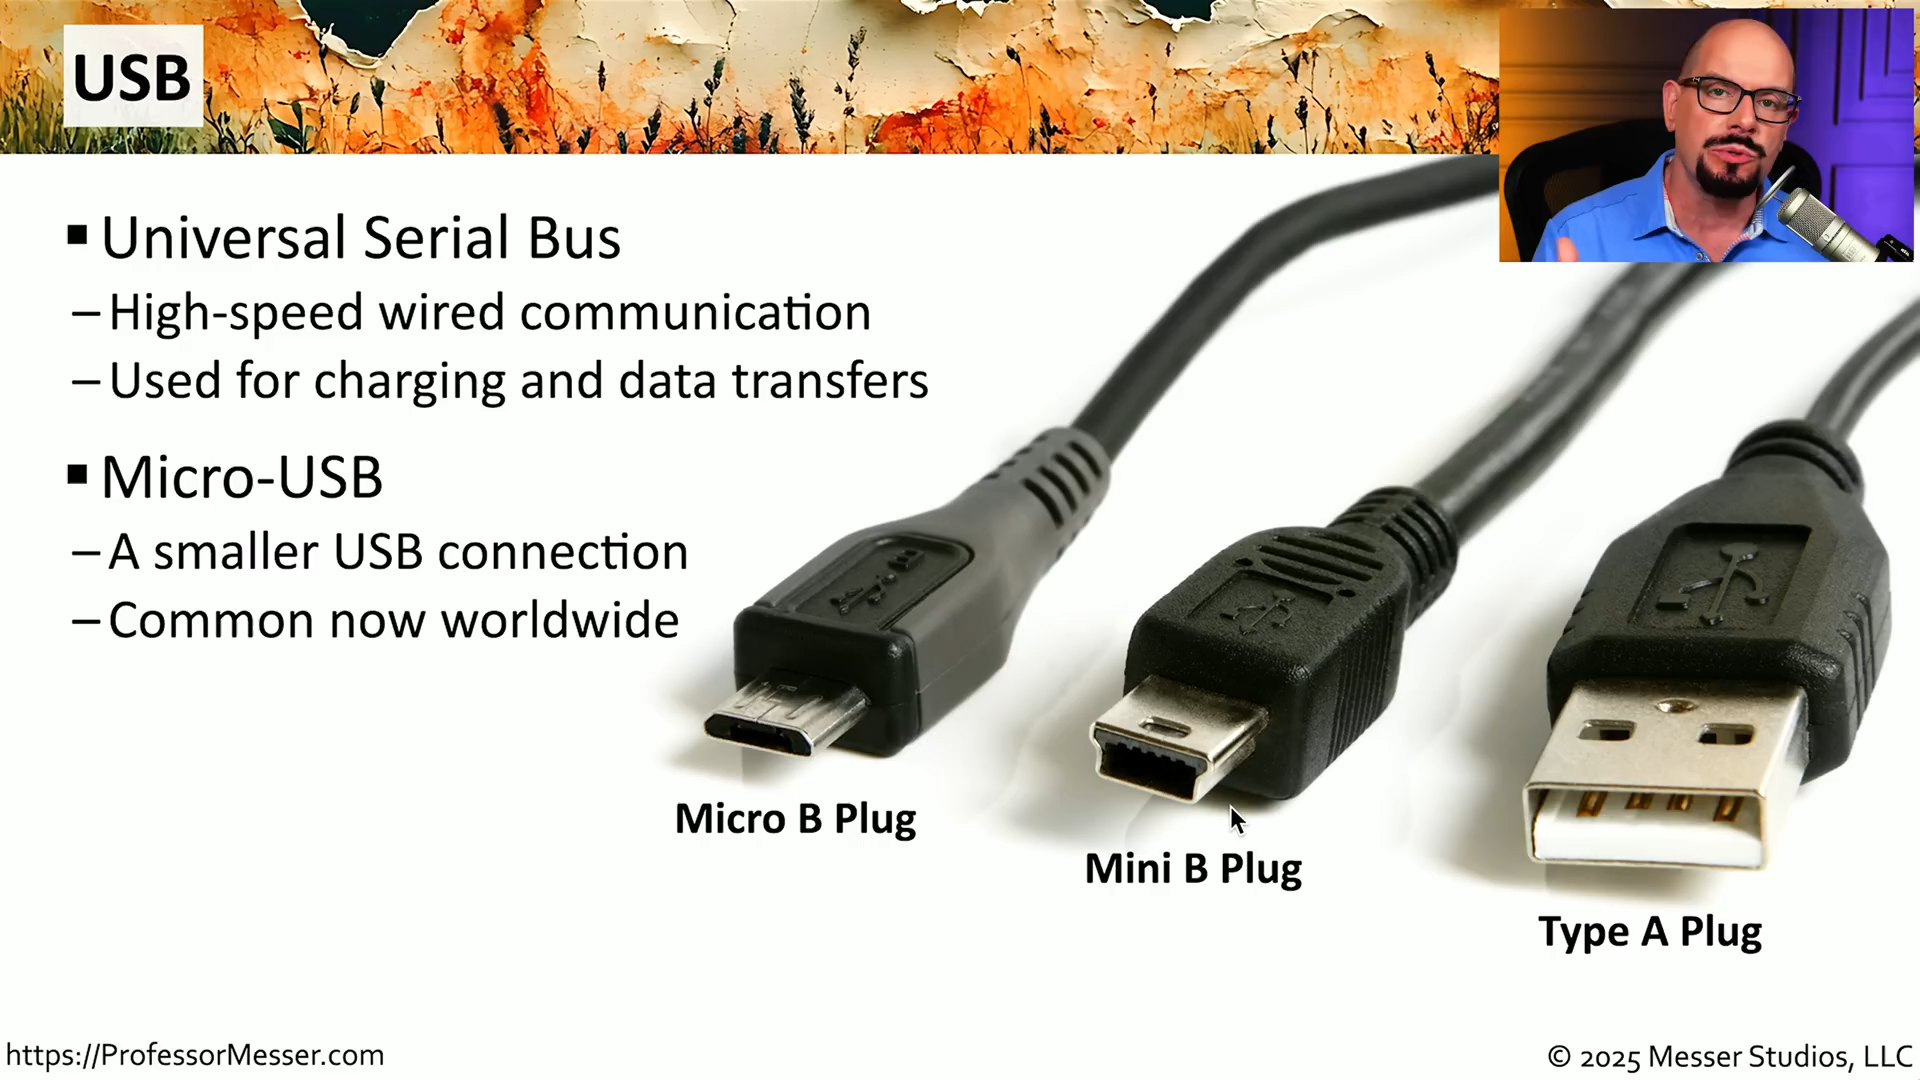 USB
▪ Universal Serial Bus
– High-speed wired communication
– Used for charging and data transfers
▪ Micro-USB
– A smaller USB connection
– Common now worldwide
Micro B Plug
Mini B Plug
Type A Plug
https://ProfessorMesser.com
© 2025 Messer Studios, LLC